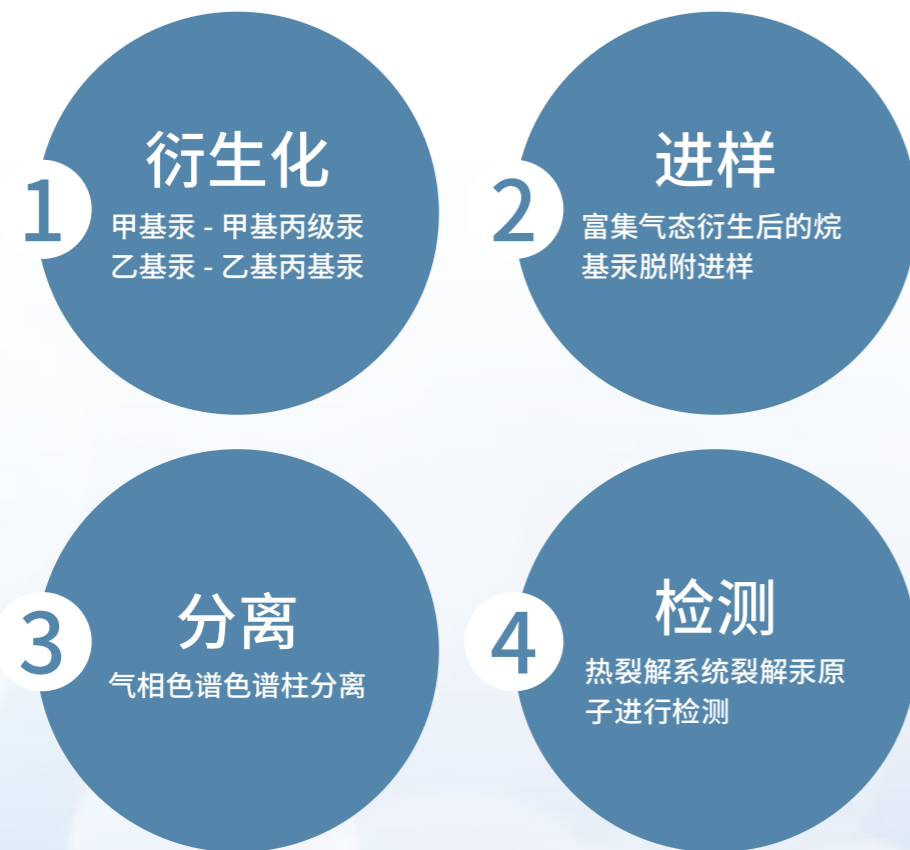 1
衍生化
甲基汞 - 甲基丙级汞
乙基汞 - 乙基丙基汞
2
进样
富集气态衍生后的烷
基汞脱附进样
3
分离
气相色谱色谱柱分离
4
检测
热裂解系统裂解汞原
子进行检测